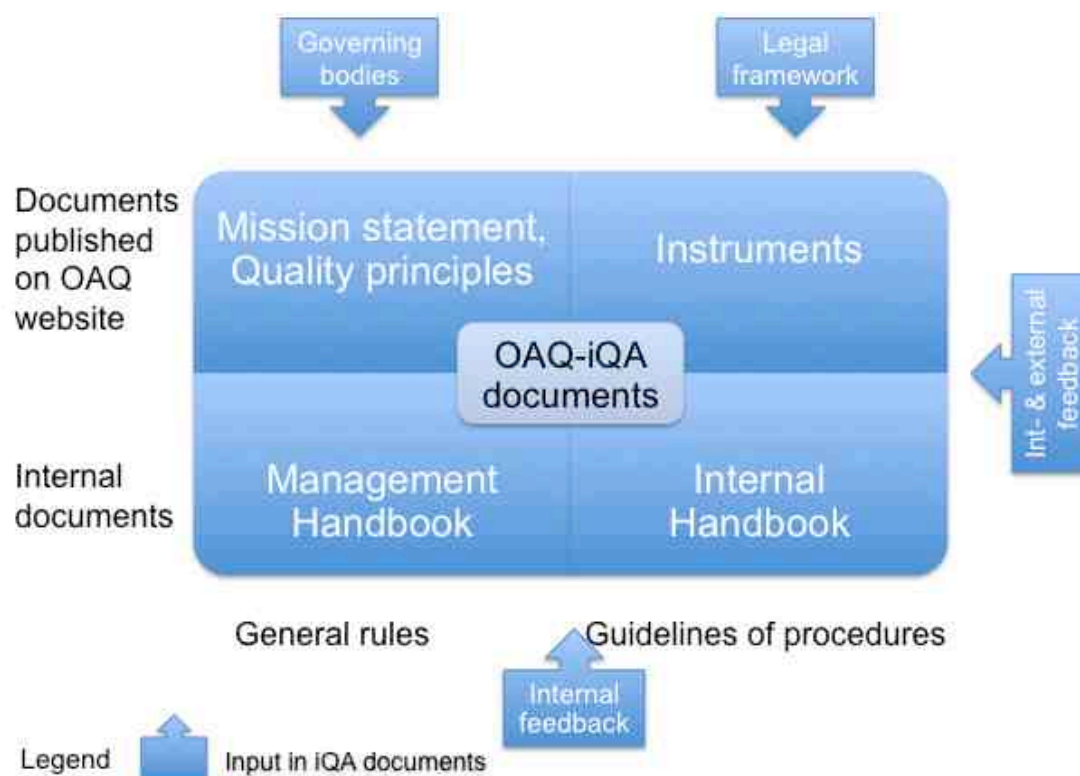 Governing
bodies
Legal
framework
Documents
published
on OAQ
website
Mission statement,
Quality principles
Instruments
OAQ-iQA
documents
Int- & external
feedback
Internal
documents
Management
Handbook
Internal
Handbook
General rules
Guidelines of procedures
Internal
feedback
Legend
Input in iQA documents